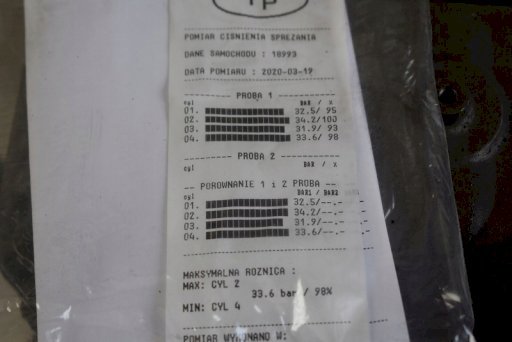 TP
POMIAR CISNIENIA SPREZANIA
DANE SAMOCHODU : 18993
DATA POMIARU : 2020-03-19
-------- PROBA 1 --------
cyl BAR / %
01. 32.5/ 95
02. 34.2/100
03. 31.9/ 93
04. 33.6/ 98
-------- PROBA 2 --------
cyl BAR / %
-- POROWNANIE 1 i 2 PROBA --
cyl BAR1 / BAR2
01. 32.5/--.-
02. 34.2/--.-
03. 31.9/--.-
04. 33.6/--.-
MAKSYMALNA ROZNICA :
MAX: CYL 2
33.6 bar / 98%
MIN: CYL 4
POMIAR WYKONANO W: